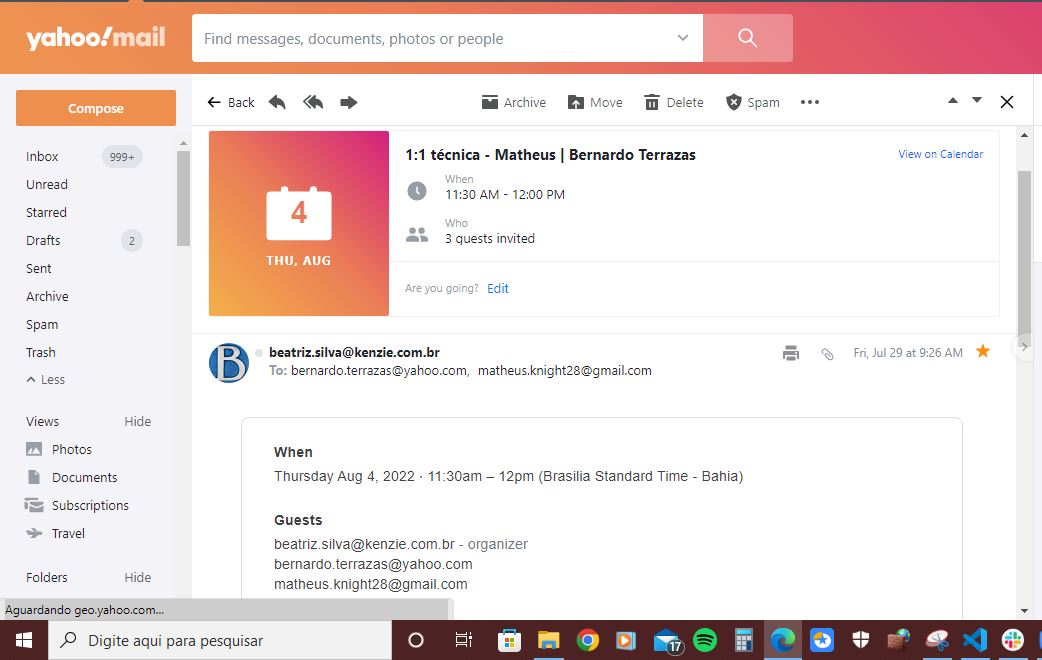 yahoo!mail
Find messages, documents, photos or people
Compose
Back
Archive
Move
Delete
Spam
Inbox 999+
Unread
Starred
Drafts 2
Sent
Archive
Spam
Trash
Less
Views Hide
Photos
Documents
Subscriptions
Travel
Folders Hide
4
THU, AUG
1:1 técnica - Matheus | Bernardo Terrazas
View on Calendar
When
11:30 AM - 12:00 PM
Who
3 guests invited
Are you going? Edit
B
beatriz.silva@kenzie.com.br
Fri, Jul 29 at 9:26 AM
To: bernardo.terrazas@yahoo.com, matheus.knight28@gmail.com
When
Thursday Aug 4, 2022 · 11:30am – 12pm (Brasilia Standard Time - Bahia)
Guests
beatriz.silva@kenzie.com.br - organizer
bernardo.terrazas@yahoo.com
matheus.knight28@gmail.com
Aguardando geo.yahoo.com...
Digite aqui para pesquisar
17